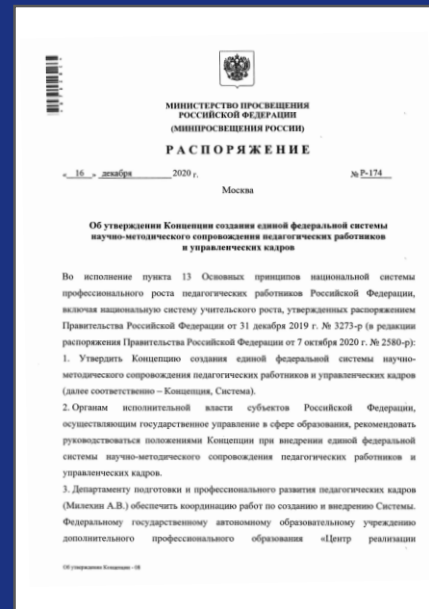 МИНИСТЕРСТВО ПРОСВЕЩЕНИЯ
РОССИЙСКОЙ ФЕДЕРАЦИИ
(МИНПРОСВЕЩЕНИЯ РОССИИ)
РАСПОРЯЖЕНИЕ
« 16 » декабря 2020 г. № Р-174
Москва
Об утверждении Концепции создания единой федеральной системы
научно-методического сопровождения педагогических работников
и управленческих кадров
Во исполнение пункта 13 Основных принципов национальной системы
профессионального роста педагогических работников Российской Федерации,
включая национальную систему учительского роста, утвержденных распоряжением
Правительства Российской Федерации от 31 декабря 2019 г. № 3273-р (в редакции
распоряжения Правительства Российской Федерации от 7 октября 2020 г. № 2580-р):
1. Утвердить Концепцию создания единой федеральной системы научно-
методического сопровождения педагогических работников и управленческих кадров
(далее соответственно – Концепция, Система).
2. Органам исполнительной власти субъектов Российской Федерации,
осуществляющим государственное управление в сфере образования, рекомендовать
руководствоваться положениями Концепции при внедрении единой федеральной
системы научно-методического сопровождения педагогических работников и
управленческих кадров.
3. Департаменту подготовки и профессионального развития педагогических кадров
(Милехин А.В.) обеспечить координацию работ по созданию и внедрению Системы.
Федеральному государственному автономному образовательному учреждению
дополнительного профессионального образования «Центр реализации
Об утверждении Концепции - 08